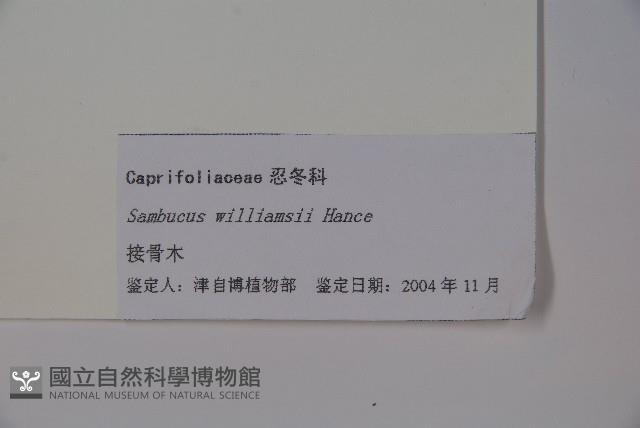 Caprifoliaceae 忍冬科
Sambucus williamsii Hance
接骨木
鉴定人：津自博植物部 鉴定日期：2004 年 11 月
國立自然科學博物館
NATIONAL MUSEUM OF NATURAL SCIENCE